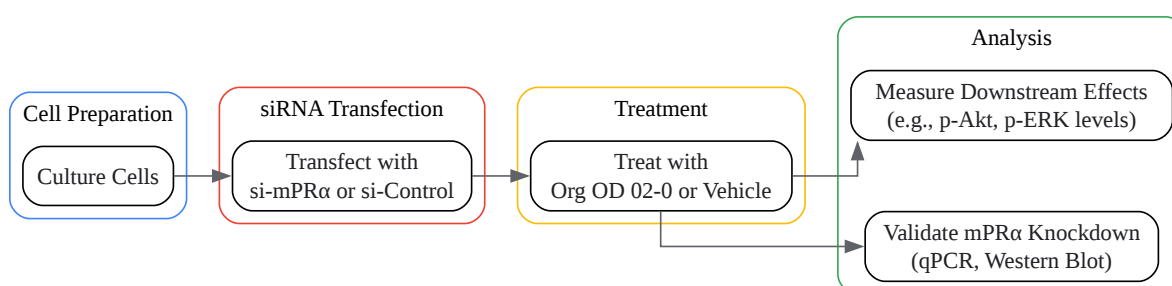 Cell Preparation
Culture Cells
siRNA Transfection
Transfect with
si-mPRα or si-Control
Treatment
Treat with
Org OD 02-0 or Vehicle
Analysis
Measure Downstream Effects
(e.g., p-Akt, p-ERK levels)
Validate mPRα Knockdown
(qPCR, Western Blot)